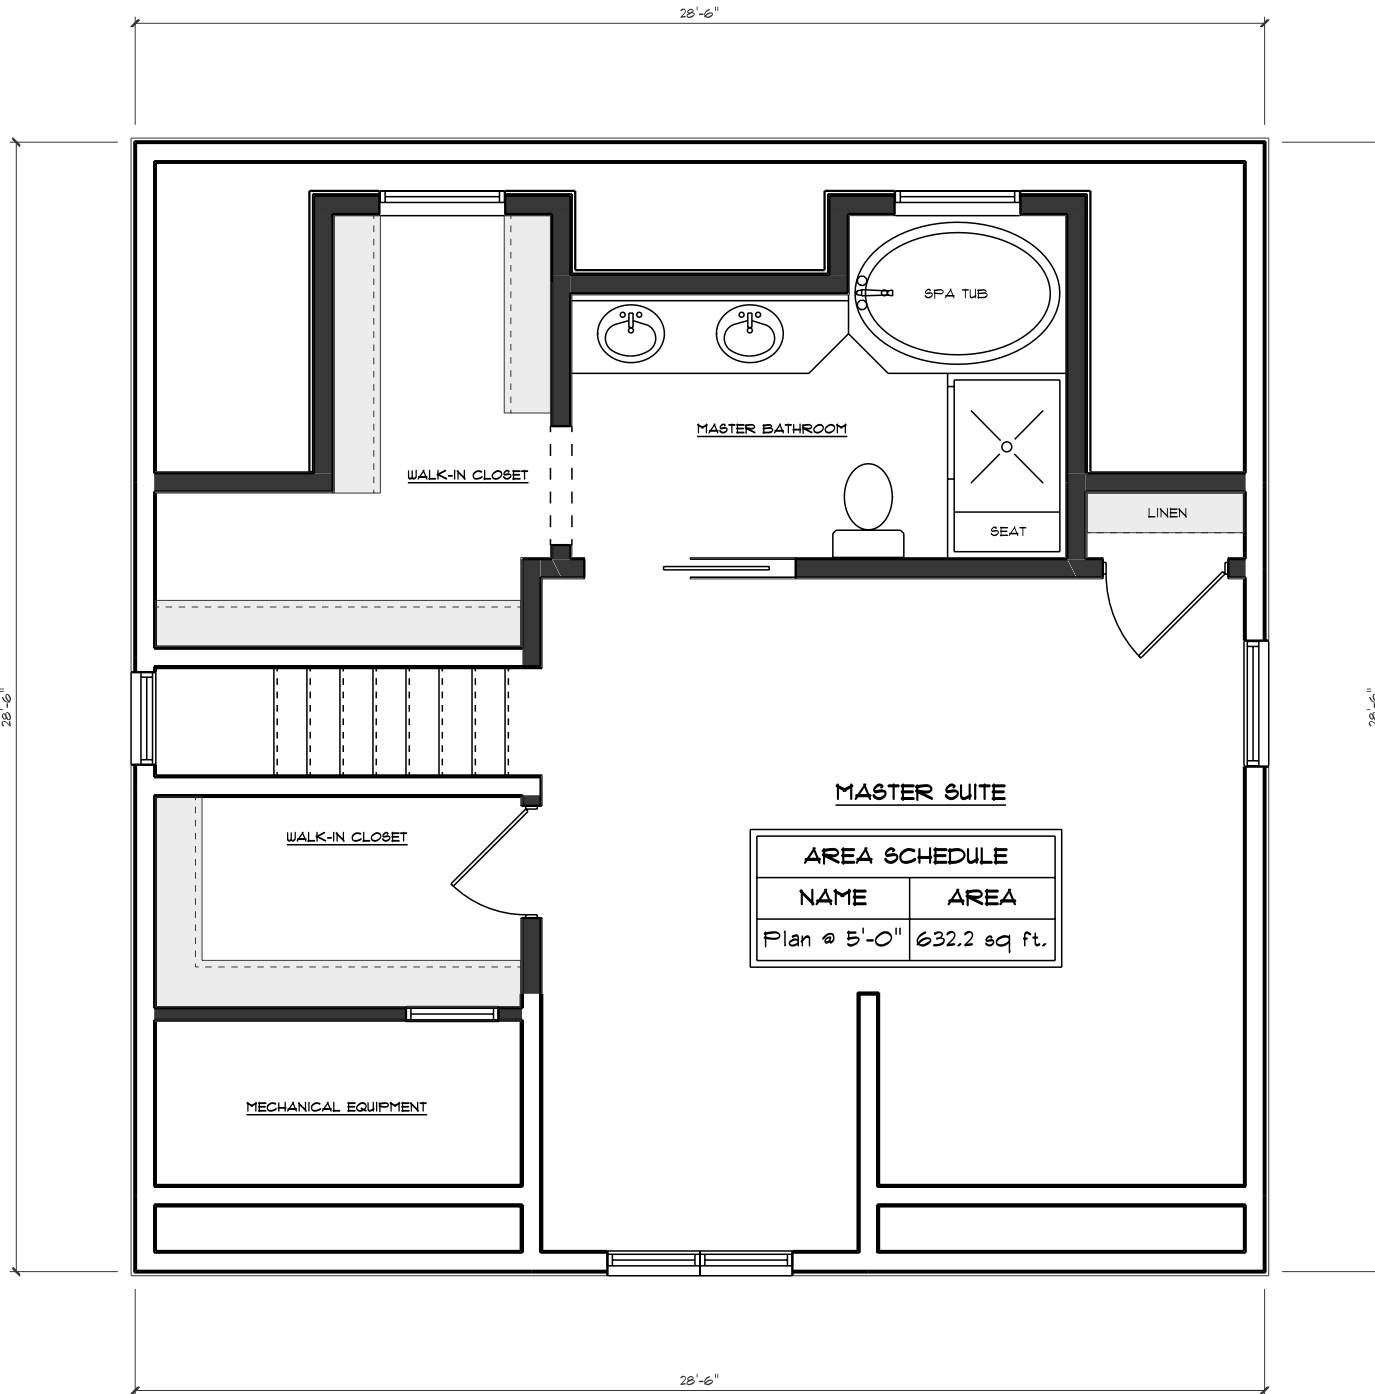 28'-6"
SPA TUB
MASTER BATHROOM
WALK-IN CLOSET
LINEN
SEAT
28'-6"
28'-6"
MASTER SUITE
WALK-IN CLOSET
AREA SCHEDULE
NAME AREA
Plan @ 5'-0" 632.2 sq ft.
MECHANICAL EQUIPMENT
28'-6"